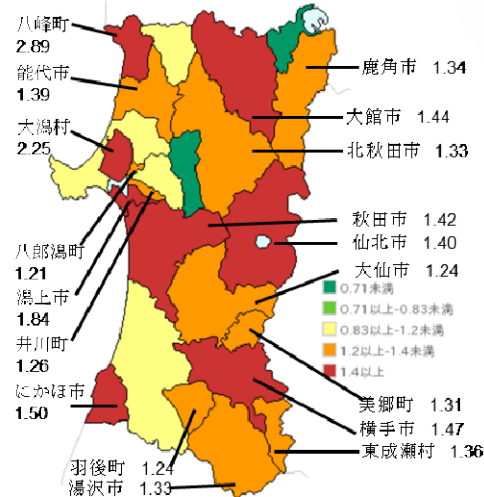 八峰町
2.89
能代市
1.39
大潟村
2.25
八郎潟町
1.21
潟上市
1.84
井川町
1.26
にかほ市
1.50
羽後町 1.24
湯沢市 1.33
鹿角市 1.34
大館市 1.44
北秋田市 1.33
秋田市 1.42
仙北市 1.40
大仙市 1.24
0.71未満
0.71以上-0.83未満
0.83以上-1.2未満
1.2以上-1.4未満
1.4以上
美郷町 1.31
横手市 1.47
東成瀬村 1.36